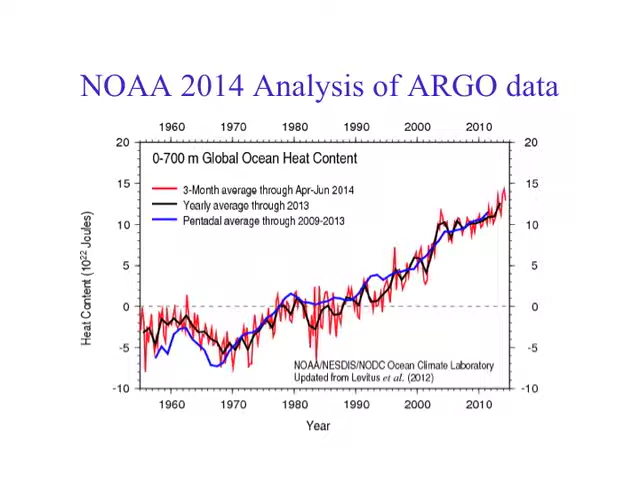 NOAA 2014 Analysis of ARGO data
1960 1970 1980 1990 2000 2010
20 20
0-700 m Global Ocean Heat Content
15 15
3-Month average through Apr-Jun 2014
Yearly average through 2013
10 10
Pentadal average through 2009-2013
Heat Content (10²² Joules)
5 5
0 0
-5 -5
NOAA/NESDIS/NODC Ocean Climate Laboratory
Updated from Levitus et al. (2012)
-10 -10
1960 1970 1980 1990 2000 2010
Year